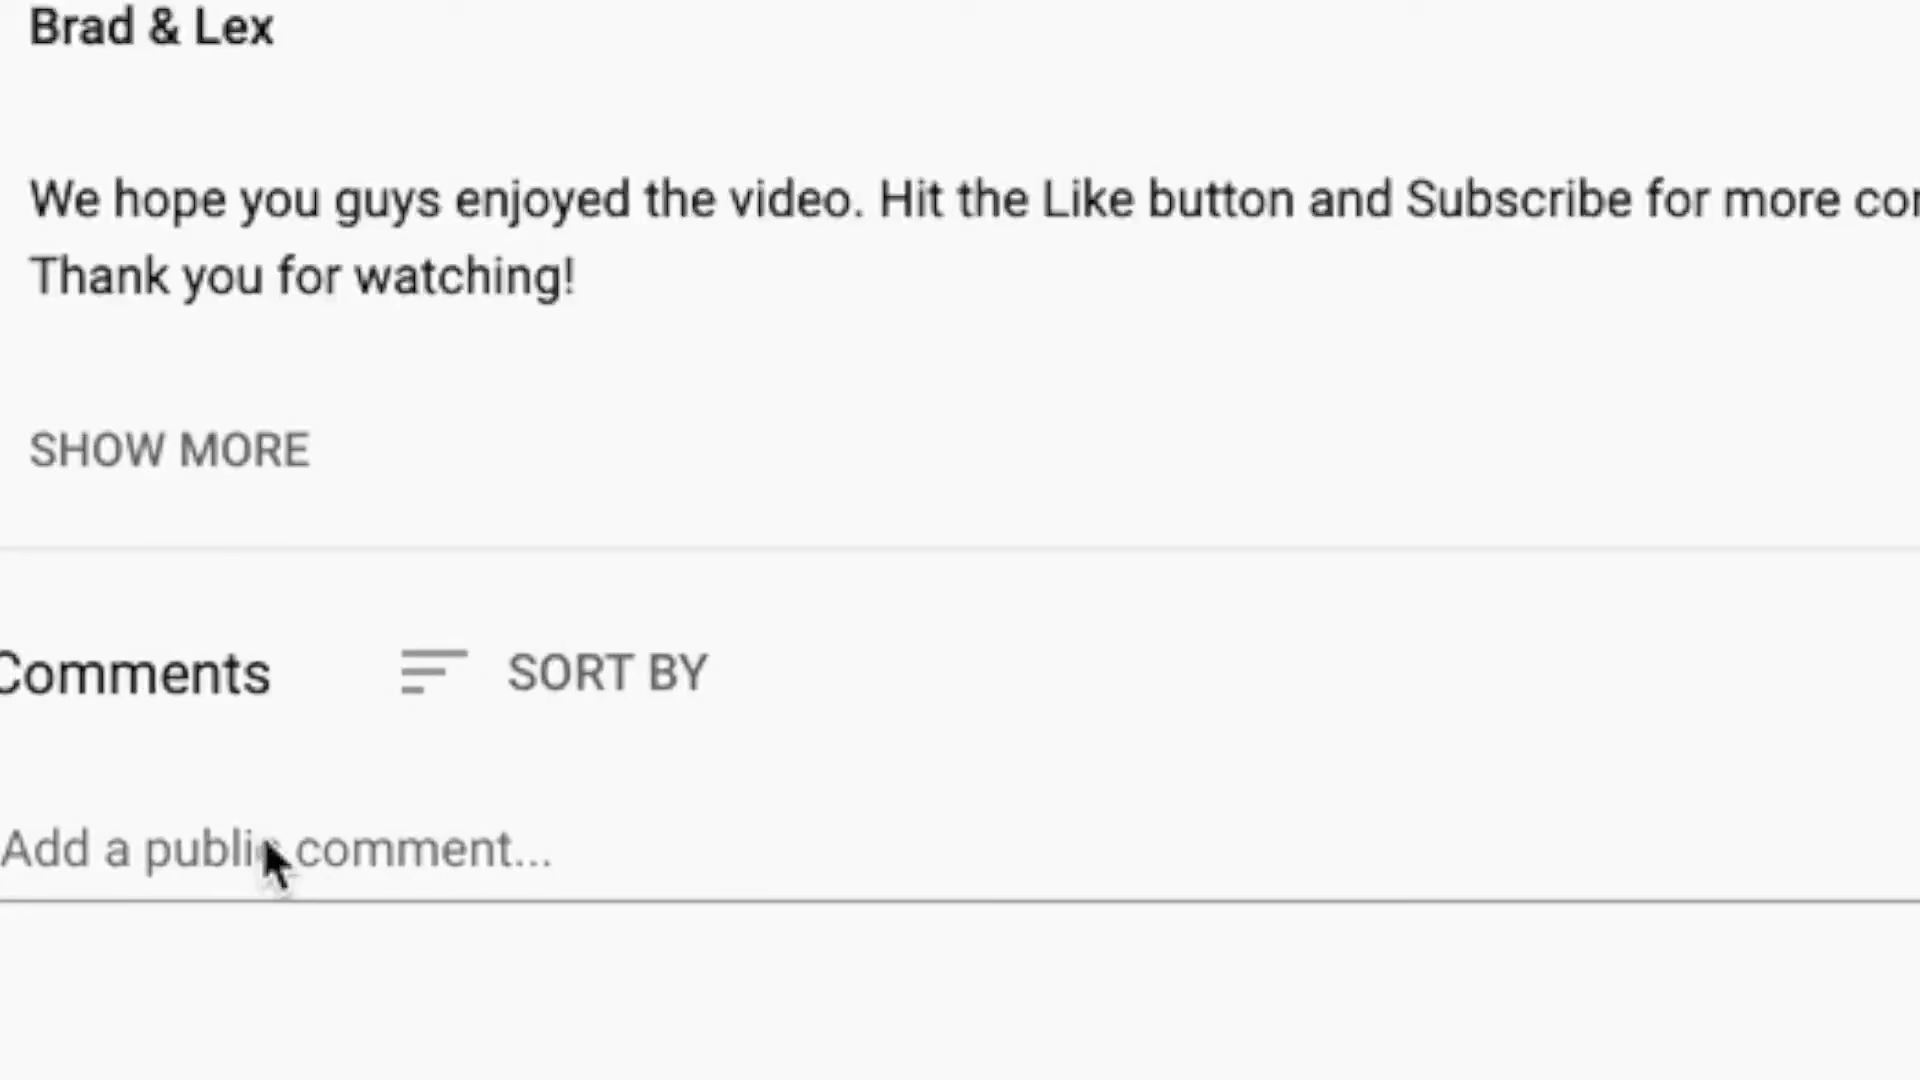 Brad & Lex
We hope you guys enjoyed the video. Hit the Like button and Subscribe for more
Thank you for watching!
SHOW MORE
Comments
SORT BY
Add a public comment...